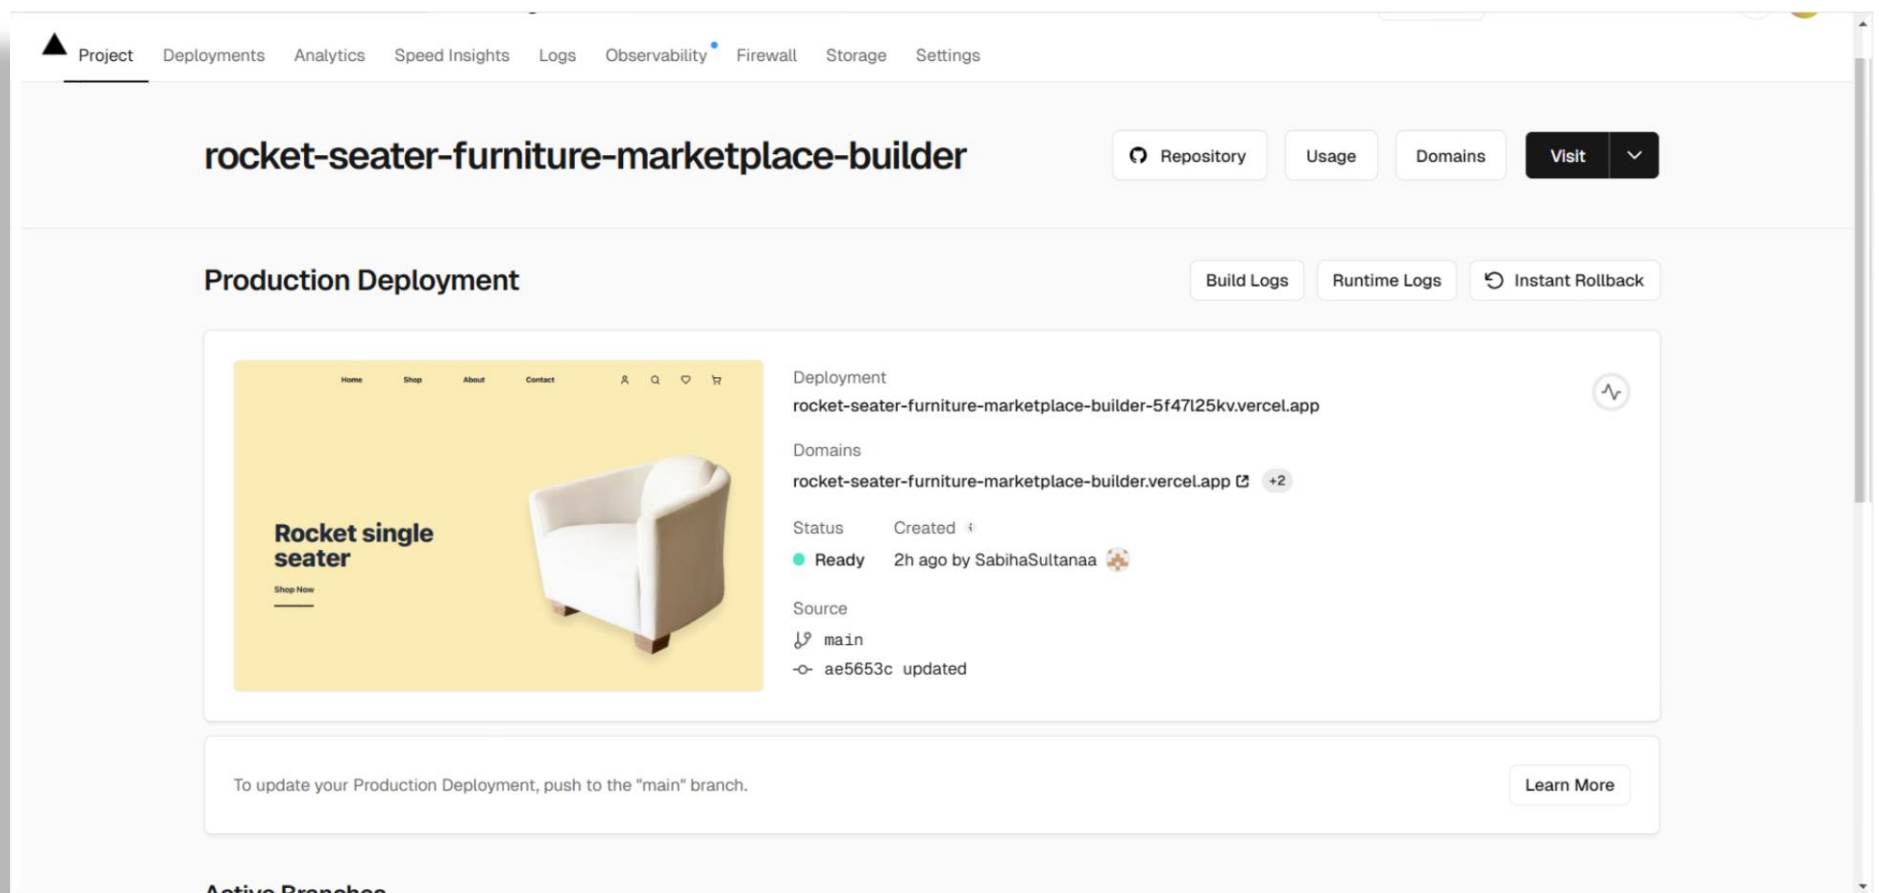 Project Deployments Analytics Speed Insights Logs Observability Firewall Storage Settings
rocket-seater-furniture-marketplace-builder
Repository Usage Domains Visit
Production Deployment
Build Logs Runtime Logs Instant Rollback
Home Shop About Contact
Rocket single
seater
Shop Now
Deployment
rocket-seater-furniture-marketplace-builder-5f47l25kv.vercel.app
Domains
rocket-seater-furniture-marketplace-builder.vercel.app +2
Status Created
Ready 2h ago by SabihaSultanaa
Source
main
ae5653c updated
To update your Production Deployment, push to the "main" branch.
Learn More
Active Branches